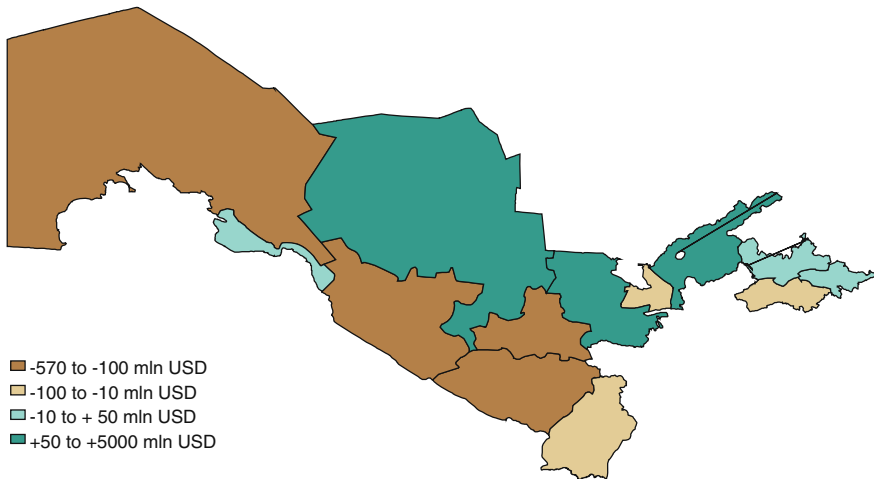 -570 to -100 mln USD
-100 to -10 mln USD
-10 to + 50 mln USD
+50 to +5000 mln USD